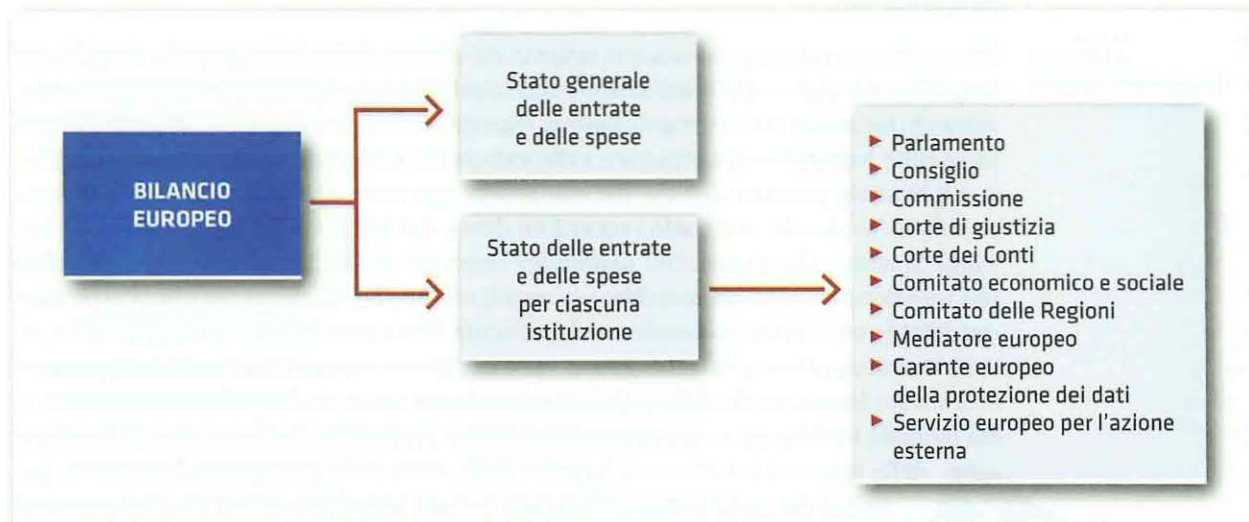 BILANCIO
EUROPEO
Stato generale
delle entrate
e delle spese
Stato delle entrate
e delle spese
per ciascuna
istituzione
▶ Parlamento
▶ Consiglio
▶ Commissione
▶ Corte di giustizia
▶ Corte dei Conti
▶ Comitato economico e sociale
▶ Comitato delle Regioni
▶ Mediatore europeo
▶ Garante europeo
della protezione dei dati
▶ Servizio europeo per l'azione
esterna